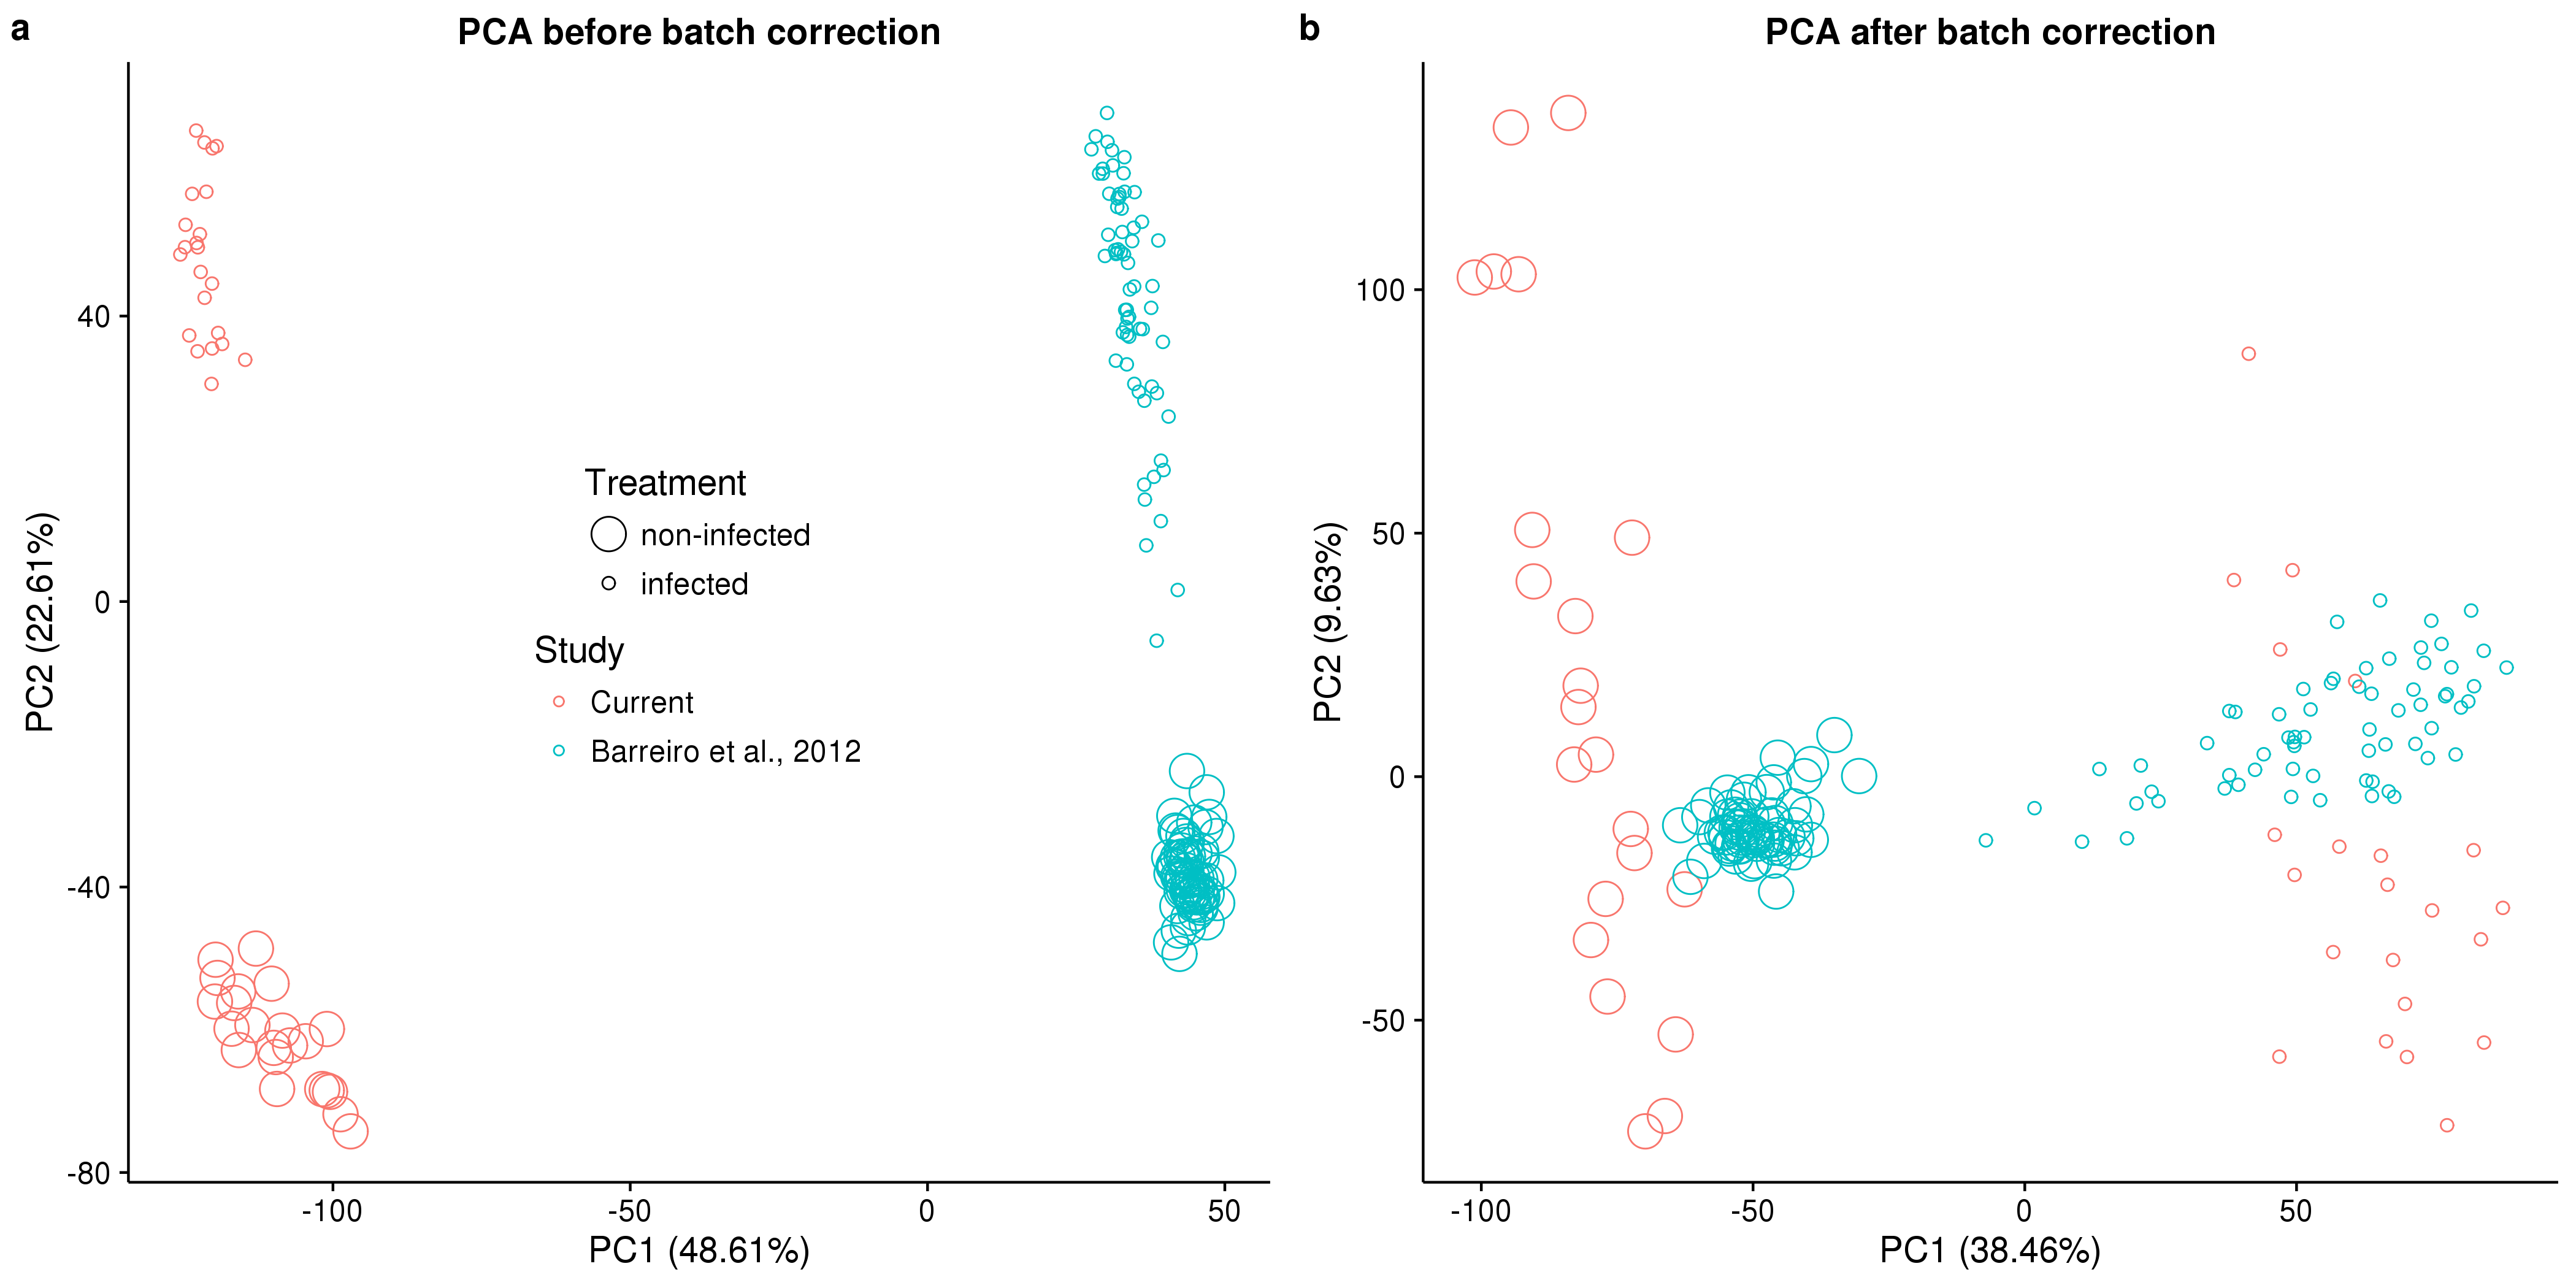 a
PCA before batch correction
PC2 (22.61%)
40
0
-40
-80
Treatment
non-infected
infected
Study
Current
Barreiro et al., 2012
-100
-50
0
50
PC1 (48.61%)
b
PCA after batch correction
PC2 (9.63%)
100
50
0
-50
-100
-50
0
50
PC1 (38.46%)